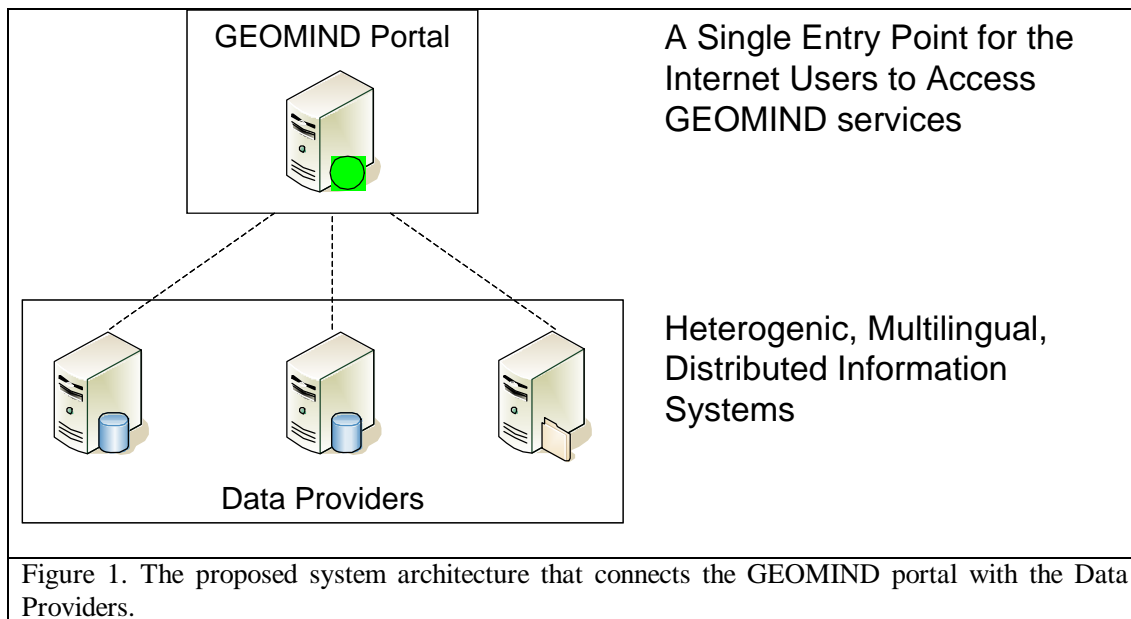 GEOMIND Portal
A Single Entry Point for the
Internet Users to Access
GEOMIND services
Heterogenic, Multilingual,
Distributed Information
Systems
Data Providers
Figure 1. The proposed system architecture that connects the GEOMIND portal with the Data
Providers.